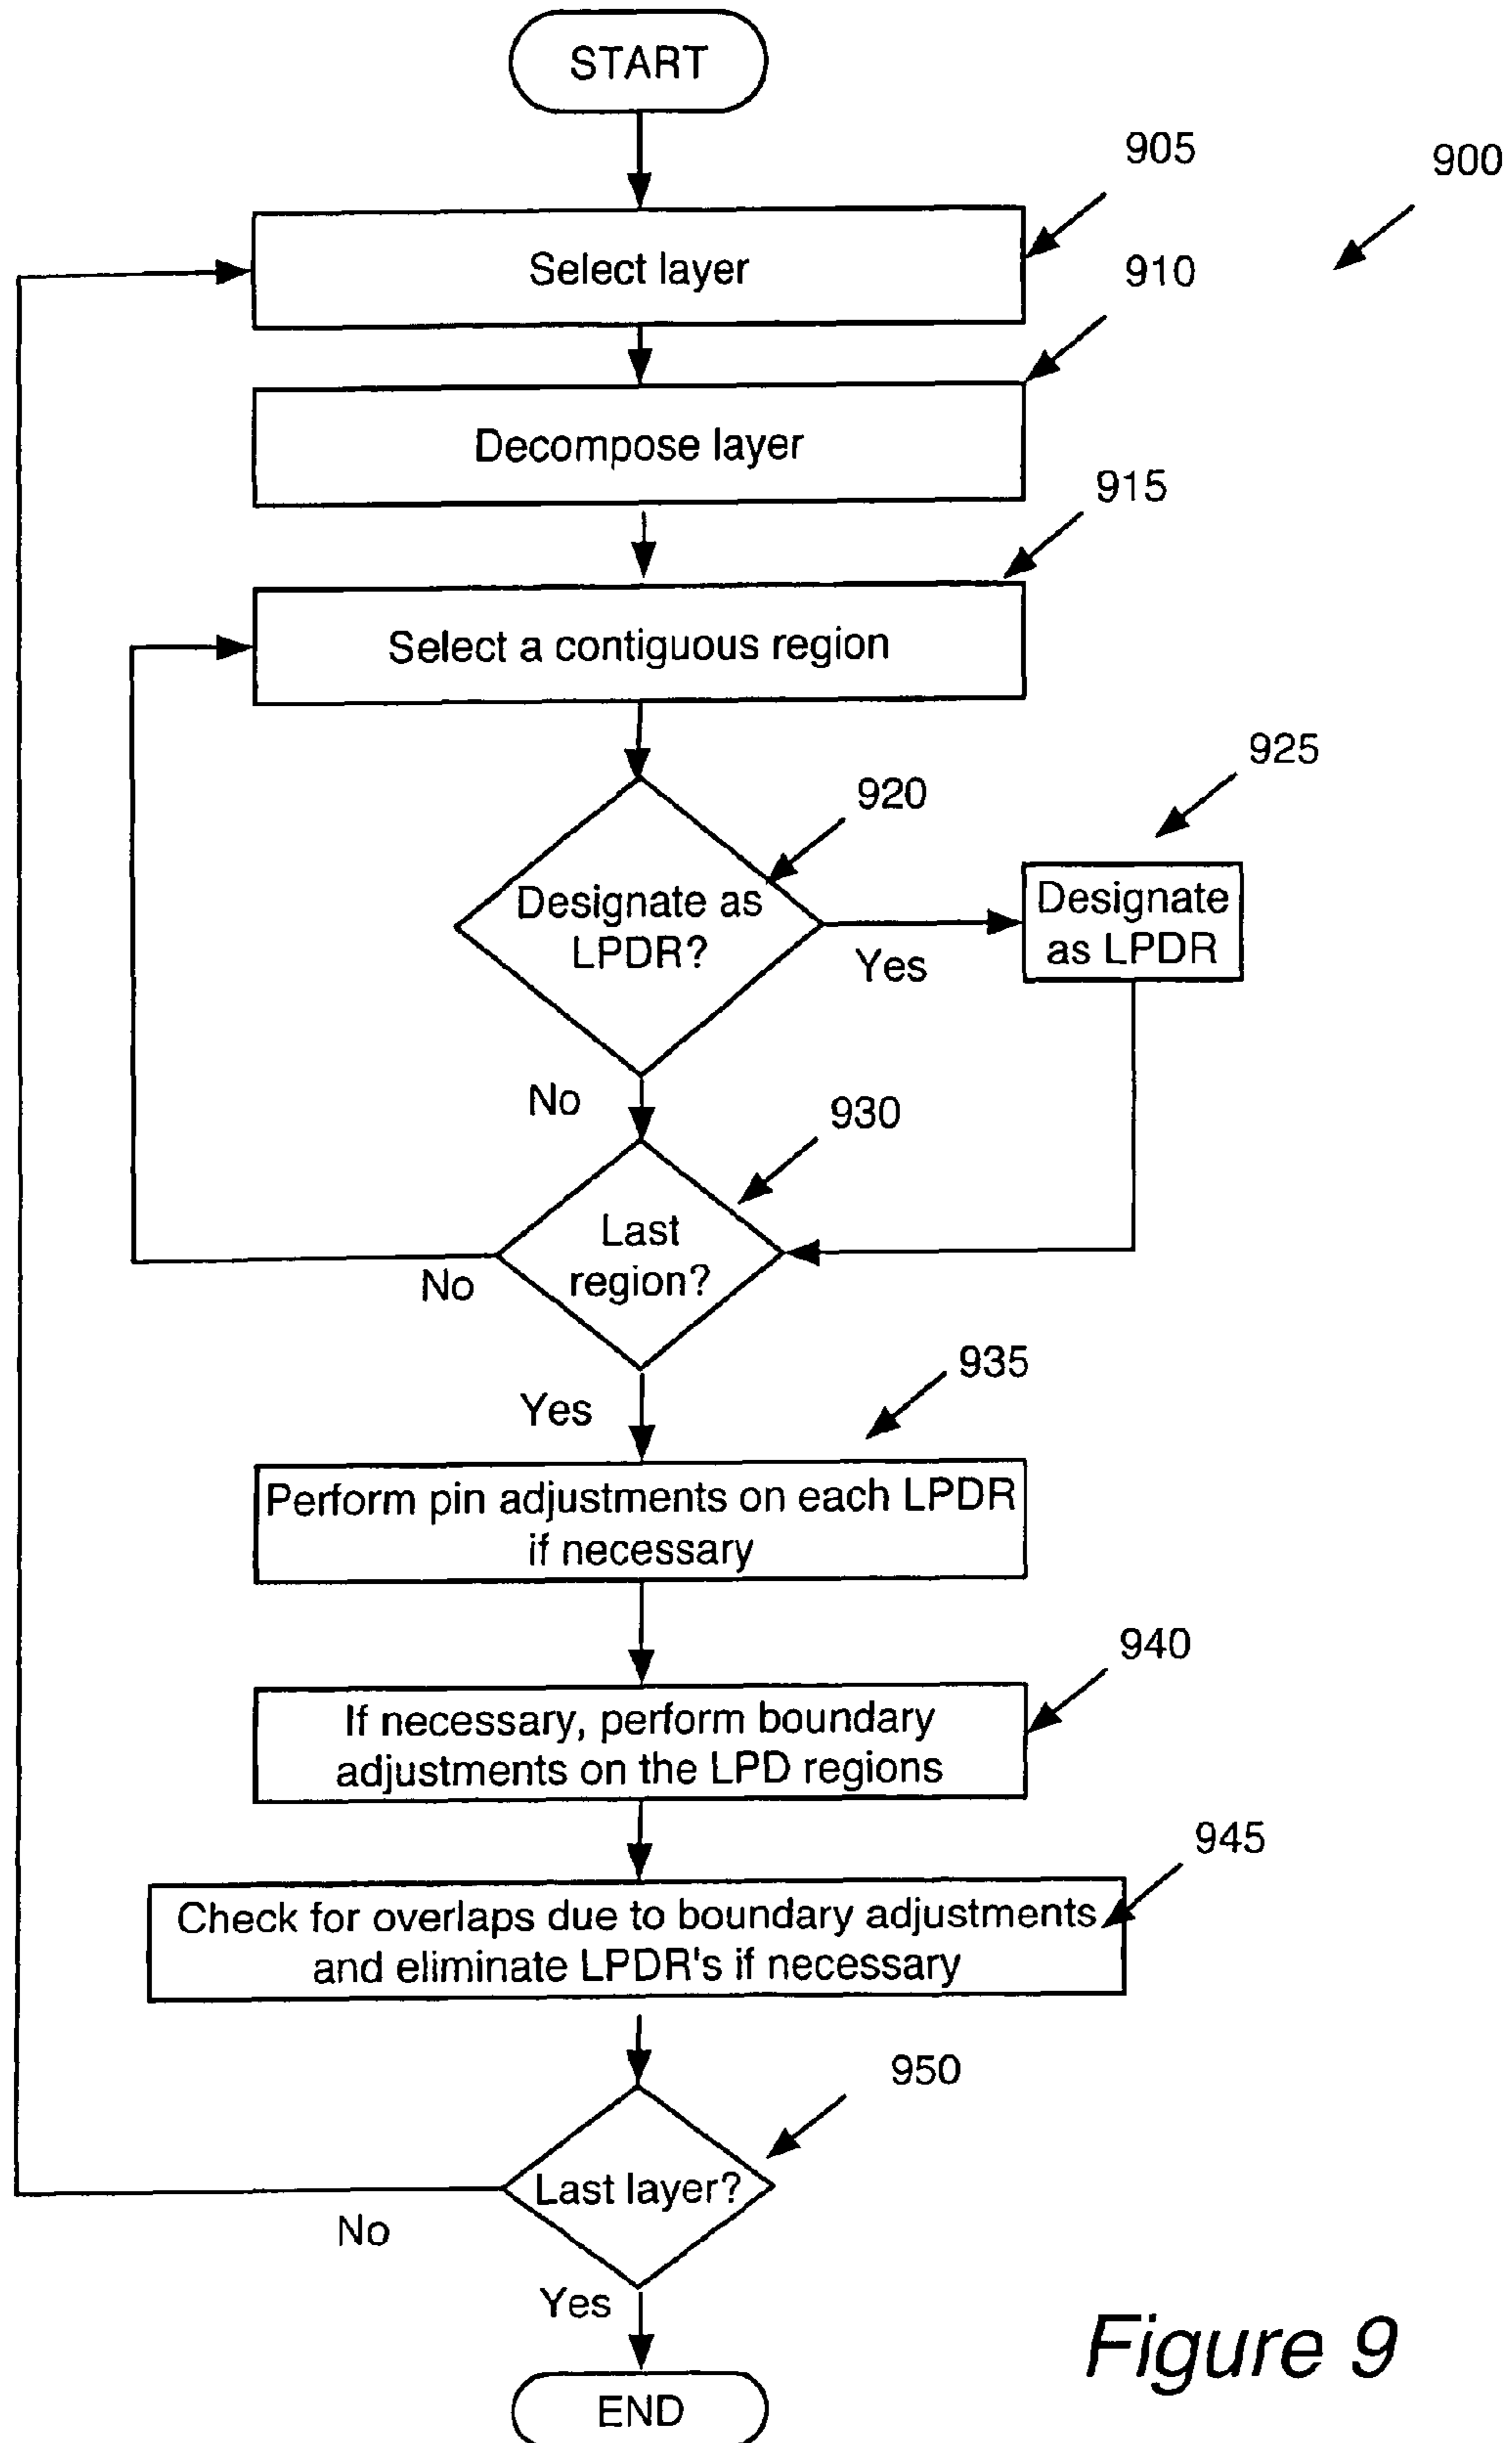 START
905
900
Select layer
910
Decompose layer
915
Select a contiguous region
925
920
Designate as
LPDR?
Designate
as LPDR
Yes
No
930
Last
region?
No
935
Yes
Perform pin adjustments on each LPDR
if necessary
940
If necessary, perform boundary
adjustments on the LPD regions
945
Check for overlaps due to boundary adjustments
and eliminate LPDR's if necessary
950
Last layer?
No
Yes
Figure 9
END